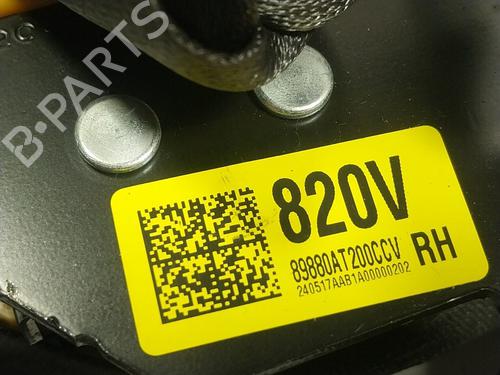 B-PARTS
820V
89880AT200CCV
RH
240517AAB1A00000202